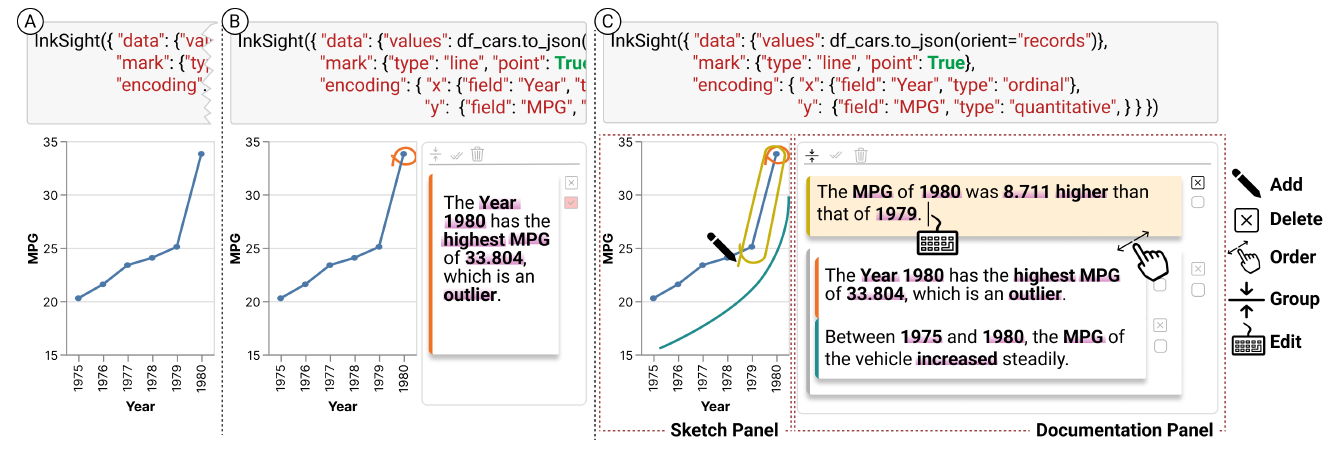 A
InkSight({ "data": {"val
"mark": {"ty
"encoding":
35
30
25
20
15
MPG
1975
1976
1977
1978
1979
1980
Year
B
InkSight({ "data": {"values": df_cars.to_json(
"mark": {"type": "line", "point": True
"encoding": { "x": {"field": "Year", "t
"y": {"field": "MPG", "
35
30
25
20
15
MPG
1975
1976
1977
1978
1979
1980
Year
The Year
1980 has the
highest MPG
of 33.804,
which is an
outlier.
C
InkSight({ "data": {"values": df_cars.to_json(orient="records")},
"mark": {"type": "line", "point": True},
"encoding": { "x": {"field": "Year", "type": "ordinal"},
"y": {"field": "MPG", "type": "quantitative", } } })
35
30
25
20
15
MPG
1975
1976
1977
1978
1979
1980
Year
Sketch Panel
The MPG of 1980 was 8.711 higher than
that of 1979.
The Year 1980 has the highest MPG
of 33.804, which is an outlier.
Between 1975 and 1980, the MPG of
the vehicle increased steadily.
Documentation Panel
Add
Delete
Order
Group
Edit